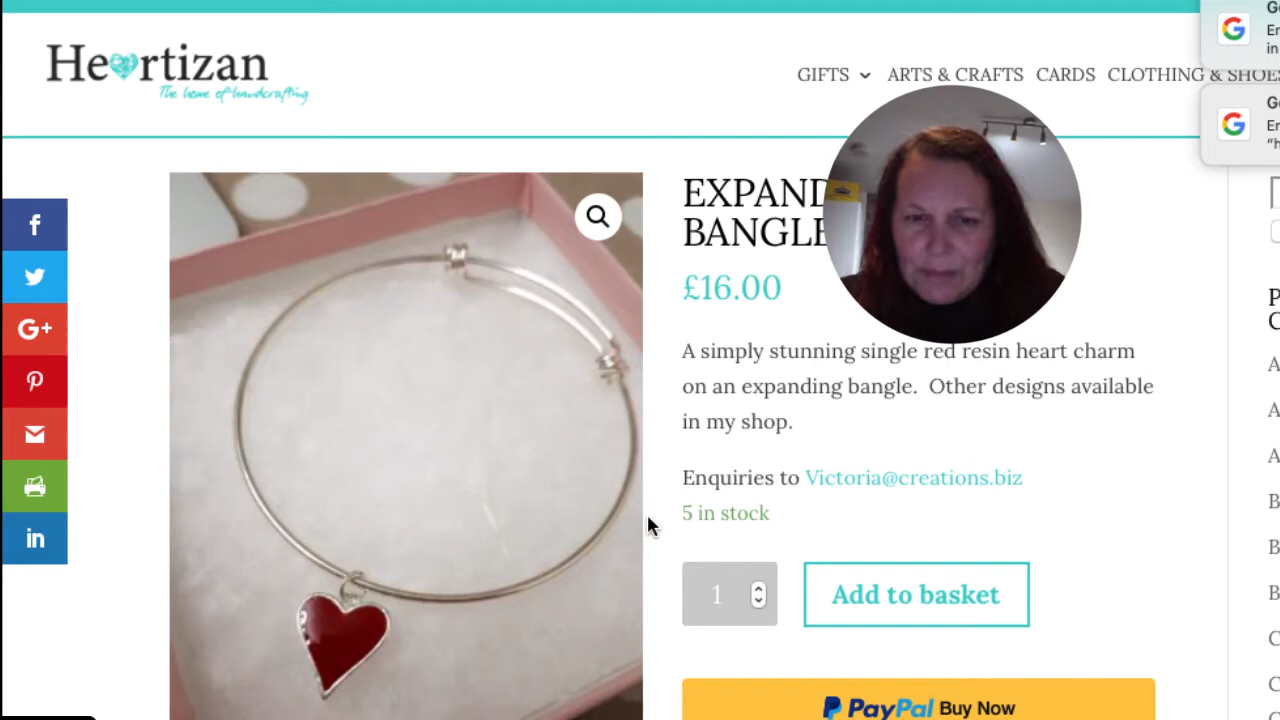 Heartizan
The home of handcrafting
GIFTS ARTS & CRAFTS CARDS CLOTHING & SHOES
EXPAND
BANGLE
£16.00
A simply stunning single red resin heart charm
on an expanding bangle. Other designs available
in my shop.
Enquiries to Victoria@creations.biz
5 in stock
1
Add to basket
PayPal Buy Now